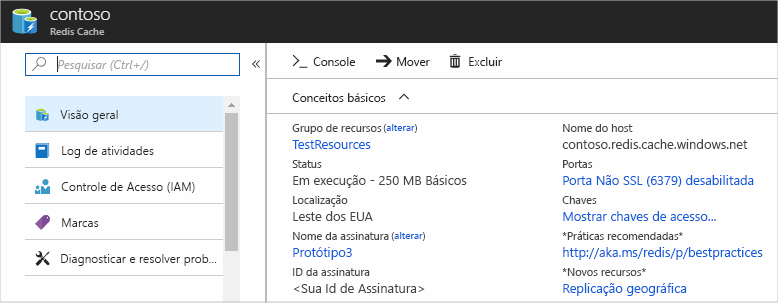 contoso
Redis Cache
Pesquisar (Ctrl+/)
«
Visão geral
Log de atividades
Controle de Acesso (IAM)
Marcas
Diagnosticar e resolver prob...
Console
Mover
Excluir
Conceitos básicos
Grupo de recursos (alterar)
TestResources
Status
Em execução - 250 MB Básicos
Localização
Leste dos EUA
Nome da assinatura (alterar)
Protótipo3
ID da assinatura
<Sua Id de Assinatura>
Nome do host
contoso.redis.cache.windows.net
Portas
Porta Não SSL (6379) desabilitada
Chaves
Mostrar chaves de acesso...
*Práticas recomendadas*
http://aka.ms/redis/p/bestpractices
*Novos recursos*
Replicação geográfica